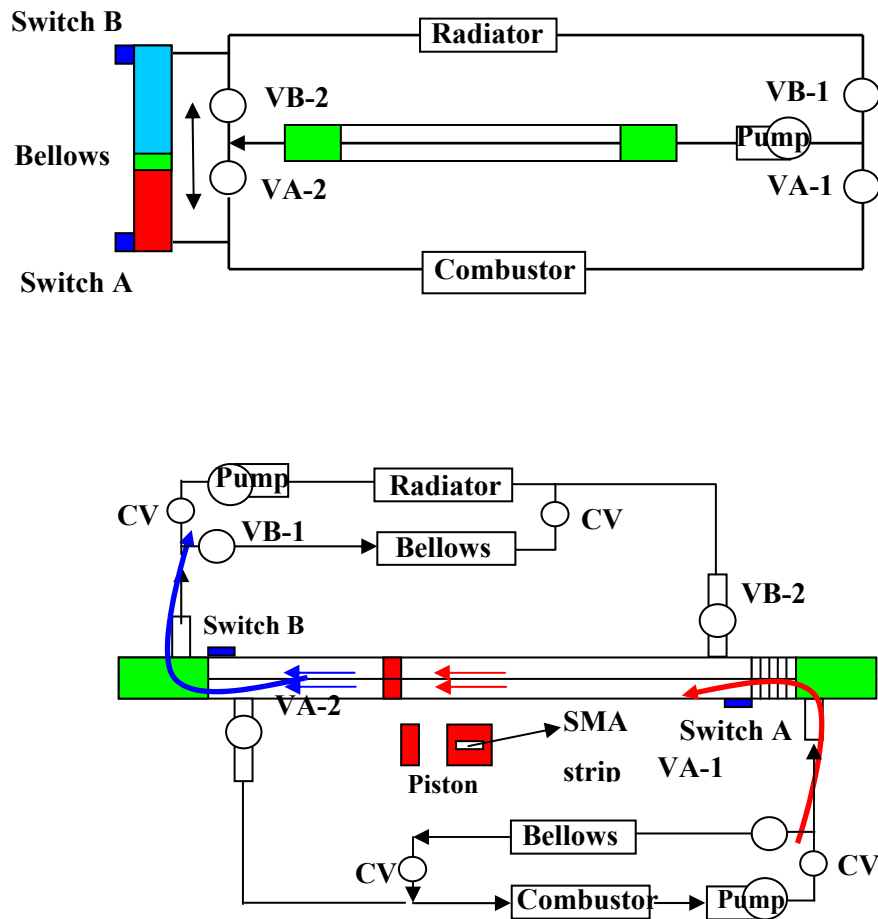 Switch B
Radiator
VB-2
VB-1
Bellows
Pump
VA-2
VA-1
Switch A
Combustor
Pump
Radiator
CV
CV
VB-1
Bellows
VB-2
Switch B
VA-2
SMA
strip
Switch A
VA-1
Piston
Bellows
CV
CV
Combustor
Pump